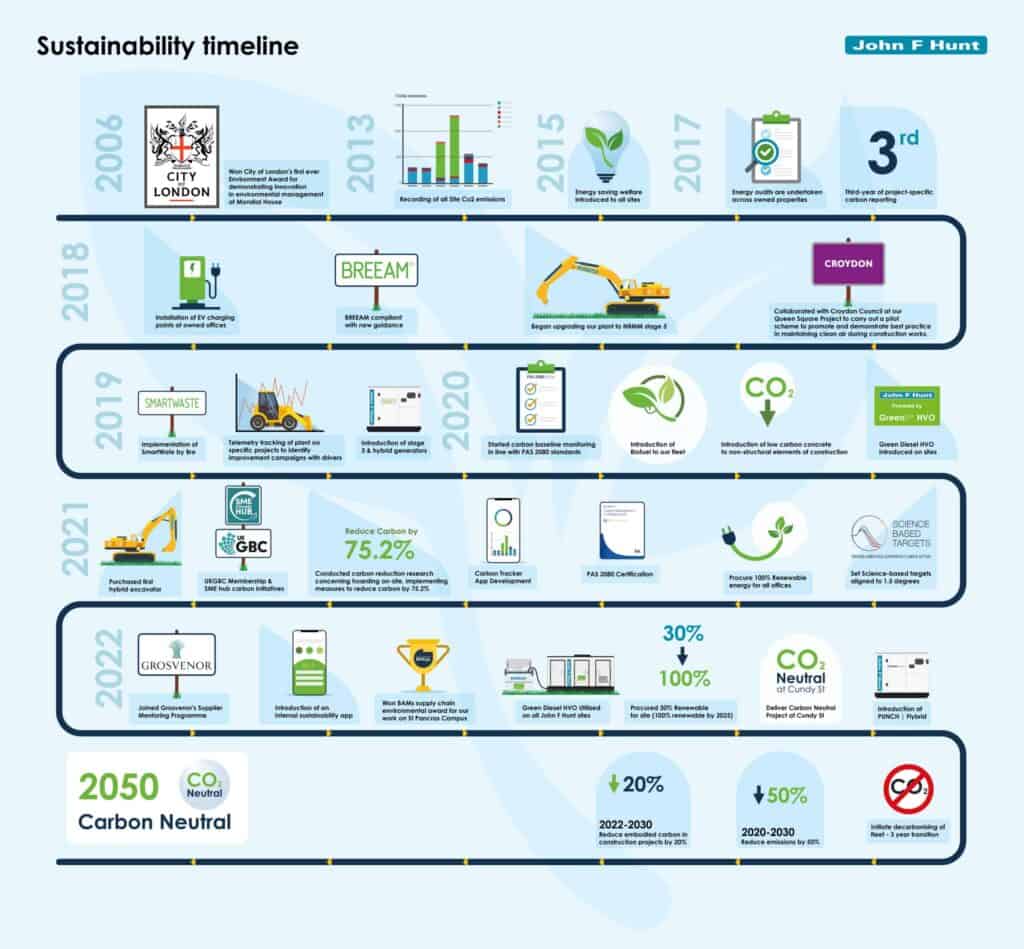 Sustainability timeline
John F Hunt
2006
CITY
OF
LONDON
Won City of London's first ever
Environment Award for
demonstrating innovation
in environmental management
at Mondial House
2013
Recording of all Site Co2 emissions
2015
Energy saving welfare
introduced to all sites
2017
Energy audits are undertaken
across owned properties
3rd
Third-year of project-specific
carbon reporting
2018
Installation of EV charging
points at owned offices
BREEAM
BREEAM compliant
with new guidance
Began upgrading our plant to NRMM stage 5
CROYDON
Collaborated with Croydon Council at our
Queen Square Project to carry out a pilot
scheme to promote and demonstrate best practice
in maintaining clean air during construction works.
2019
SMARTWASTE
Implementation of
SmartWate by Bre
Telemetry tracking of plant on
specific projects to identify
improvement campaigns with drivers
Introduction of stage
5 & hybrid generators
2020
PAS 2080
Started carbon baseline monitoring
in line with PAS 2080 standards
Introduction of
Biofuel to our fleet
CO2
Introduction of low carbon concrete
to non-structural elements of construction
John F Hunt
Powered by
Green HVO
Green Diesel HVO
Introduced on sites
2021
Purchased first
hybrid excavator
SME
HUB
UK
GBC
UKGBC Membership &
SME hub carbon initiatives
Reduce Carbon by
75.2%
Conducted carbon reduction research
concerning hoarding on-site, implementing
measures to reduce carbon by 75.2%
Carbon Tracker
App Development
PAS 2080 Certification
Procure 100% Renewable
energy for all offices
SCIENCE
BASED
TARGETS
Set Science-based targets
aligned to 1.5 degrees
2022
GROSVENOR
Joined Grosvenor's Supplier
Mentoring Programme
Introduction of an
internal sustainability app
Won BAMs supply chain
environmental award for our
work on St Pancras Campus
Green Diesel HVO Utilised
on all John F Hunt sites
30%
100%
Procured 30% Renewable
for site (100% renewable by 2025)
CO2
Neutral
at Cundy St
Deliver Carbon Neutral
Project at Cundy St
Introduction of
PUNCH | Hybrid
2050
CO2
Neutral
Carbon Neutral
20%
2022-2030
Reduce embodied carbon in
construction projects by 20%
50%
2020-2030
Reduce emissions by 50%
CO2
Initiate decarbonising of
fleet - 3 year transition